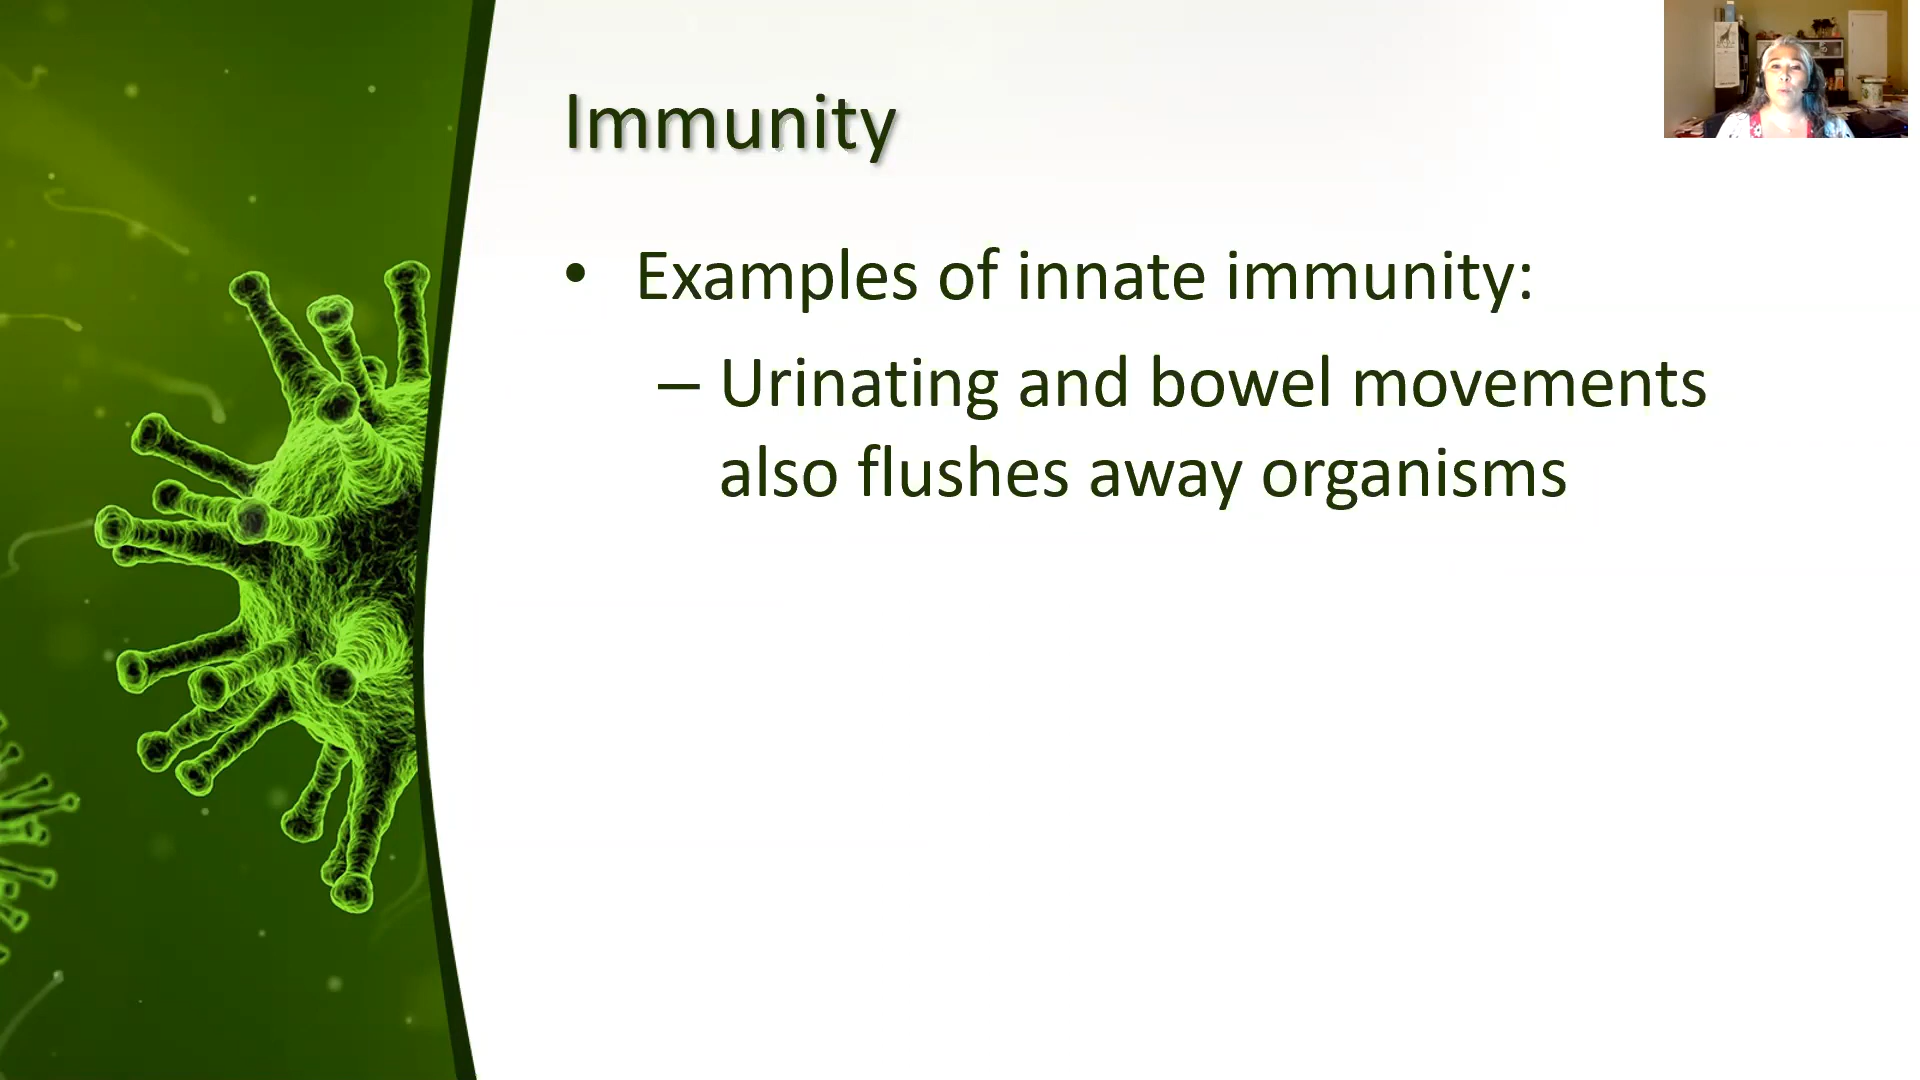 Immunity
• Examples of innate immunity:
– Urinating and bowel movements
also flushes away organisms